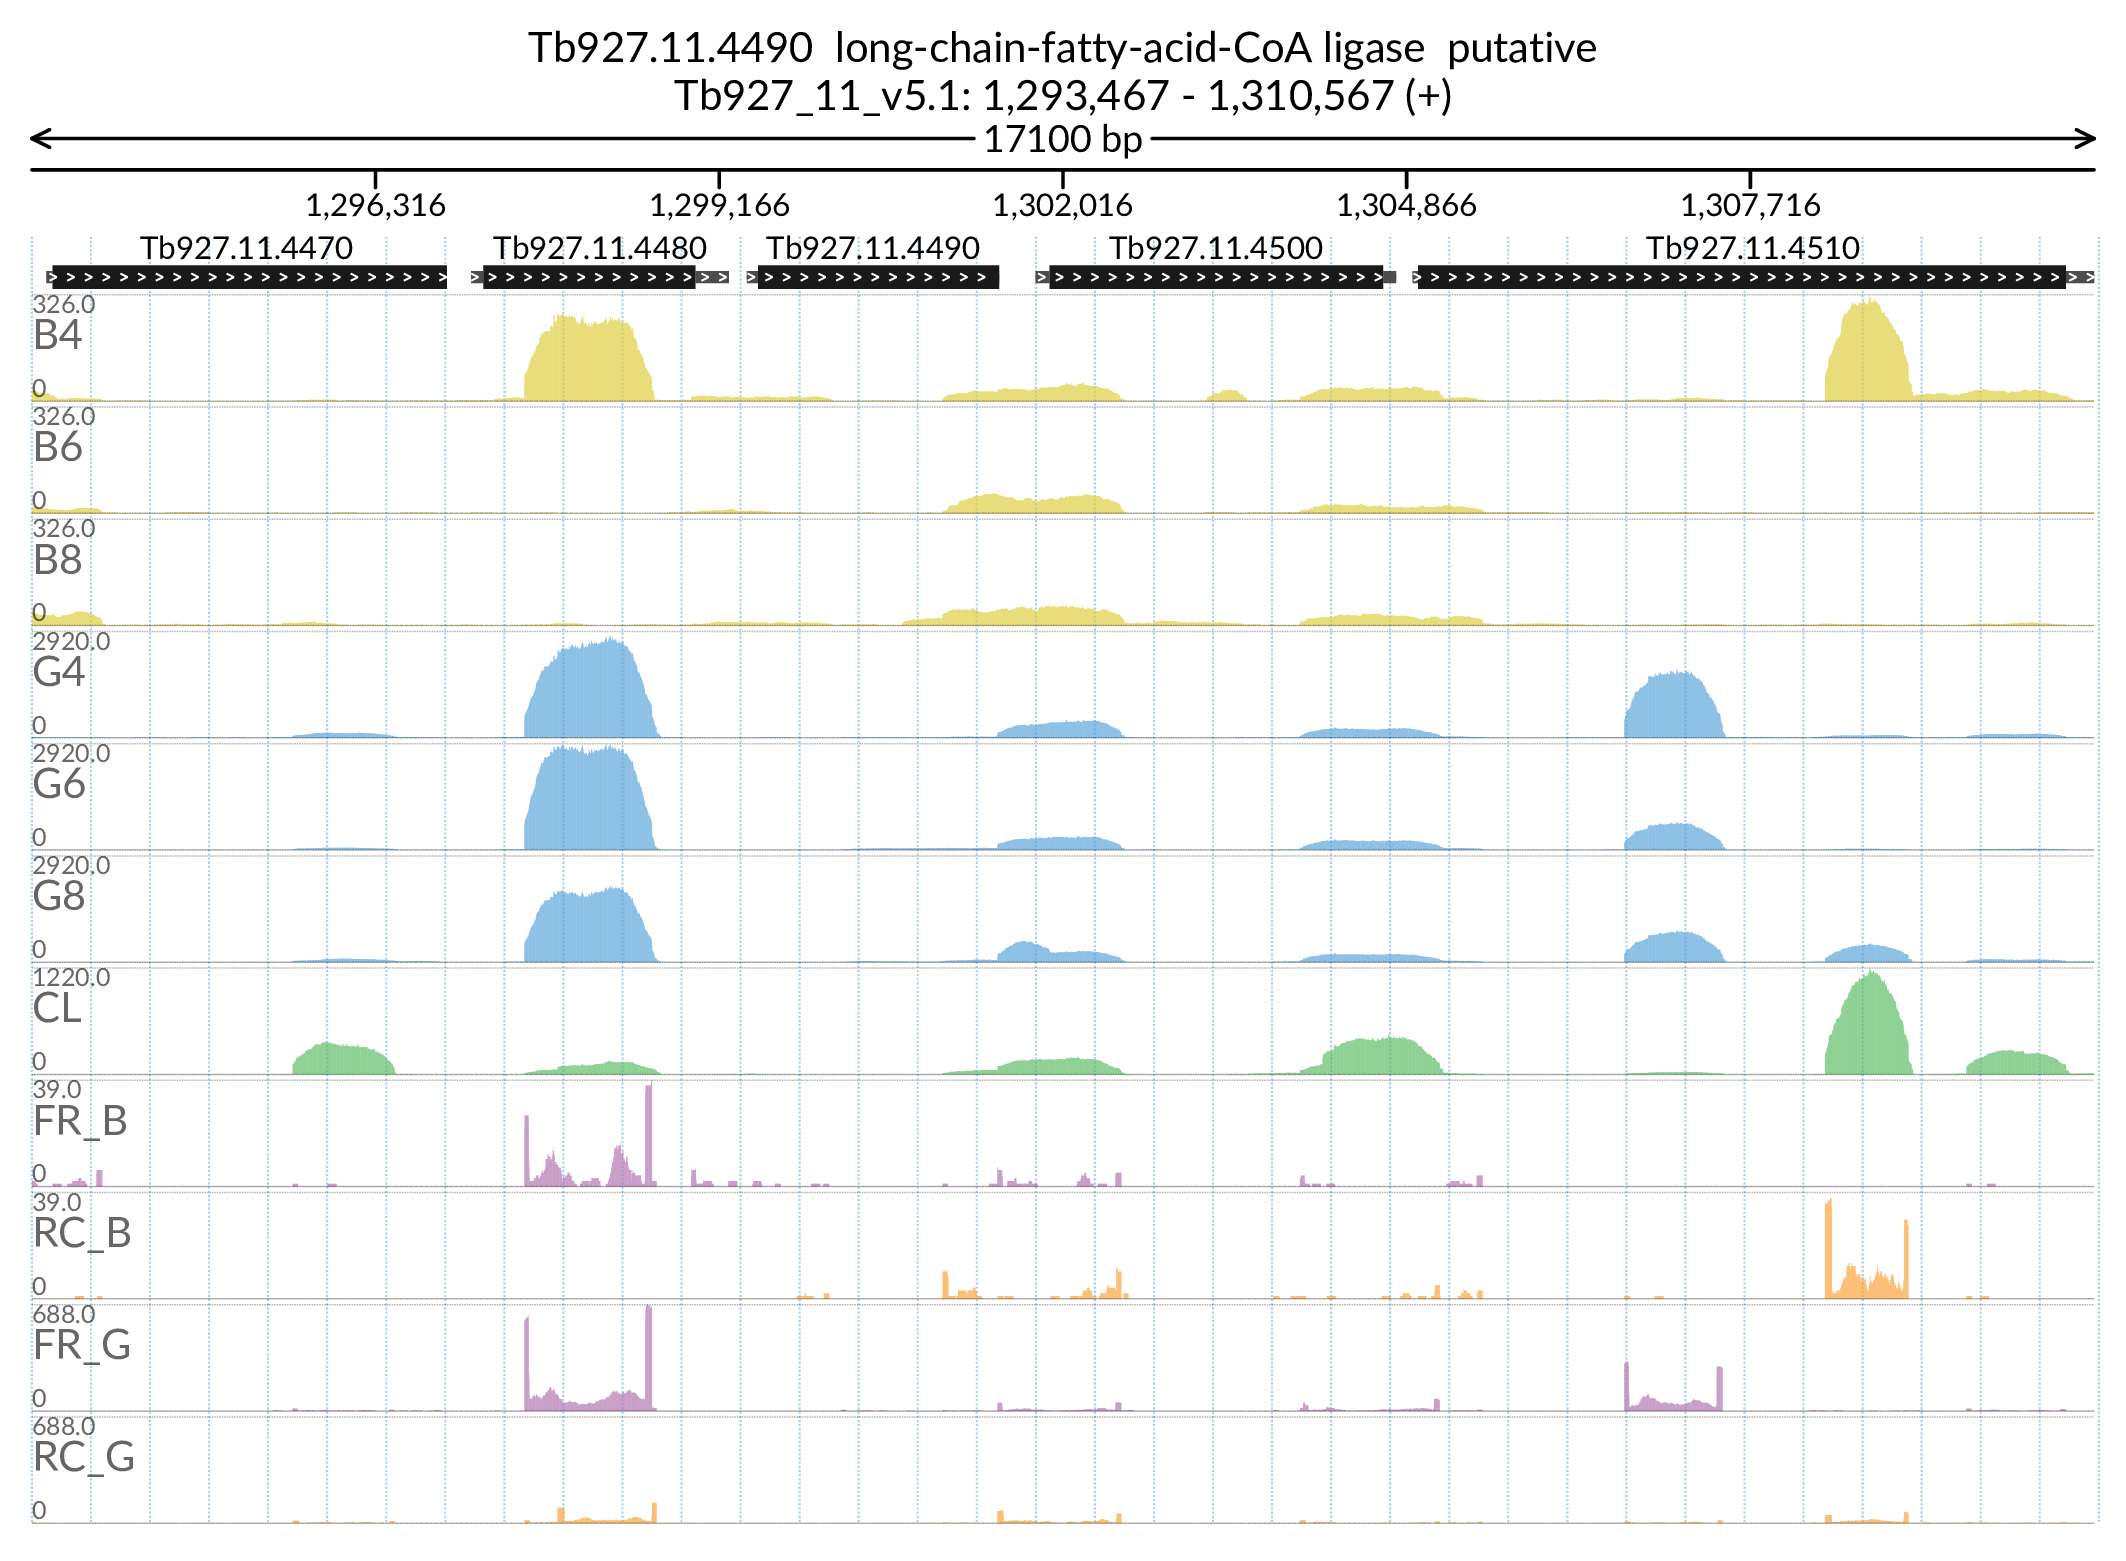 Tb927.11.4490 long-chain-fatty-acid-CoA ligase putative
Tb927_11_v5.1: 1,293,467 - 1,310,567 (+)
17100 bp
1,296,316 1,299,166 1,302,016 1,304,866 1,307,716
Tb927.11.4470 Tb927.11.4480 Tb927.11.4490 Tb927.11.4500 Tb927.11.4510
326.0
B4
0
326.0
B6
0
326.0
B8
0
2920.0
G4
0
2920.0
G6
0
2920.0
G8
0
1220.0
CL
0
39.0
FR_B
0
39.0
RC_B
0
688.0
FR_G
0
688.0
RC_G
0